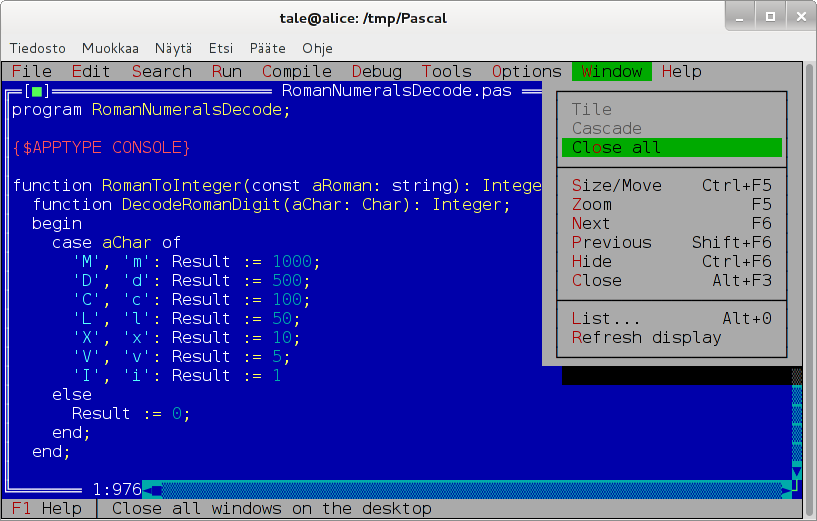 tale@alice: /tmp/Pascal
Tiedosto Muokkaa Näytä Etsi Pääte Ohje
File Edit Search Run Compile Debug Tools Options Window Help
[■] RomanNumeralsDecode.pas
program RomanNumeralsDecode;
{$APPTYPE CONSOLE}
function RomanToInteger(const aRoman: string): Intege
function DecodeRomanDigit(aChar: Char): Integer;
begin
case aChar of
'M', 'm': Result := 1000;
'D', 'd': Result := 500;
'C', 'c': Result := 100;
'L', 'l': Result := 50;
'X', 'x': Result := 10;
'V', 'v': Result := 5;
'I', 'i': Result := 1
else
Result := 0;
end;
end;
1:976
Tile
Cascade
Close all
Size/Move Ctrl+F5
Zoom F5
Next F6
Previous Shift+F6
Hide Ctrl+F6
Close Alt+F3
List... Alt+0
Refresh display
F1 Help | Close all windows on the desktop